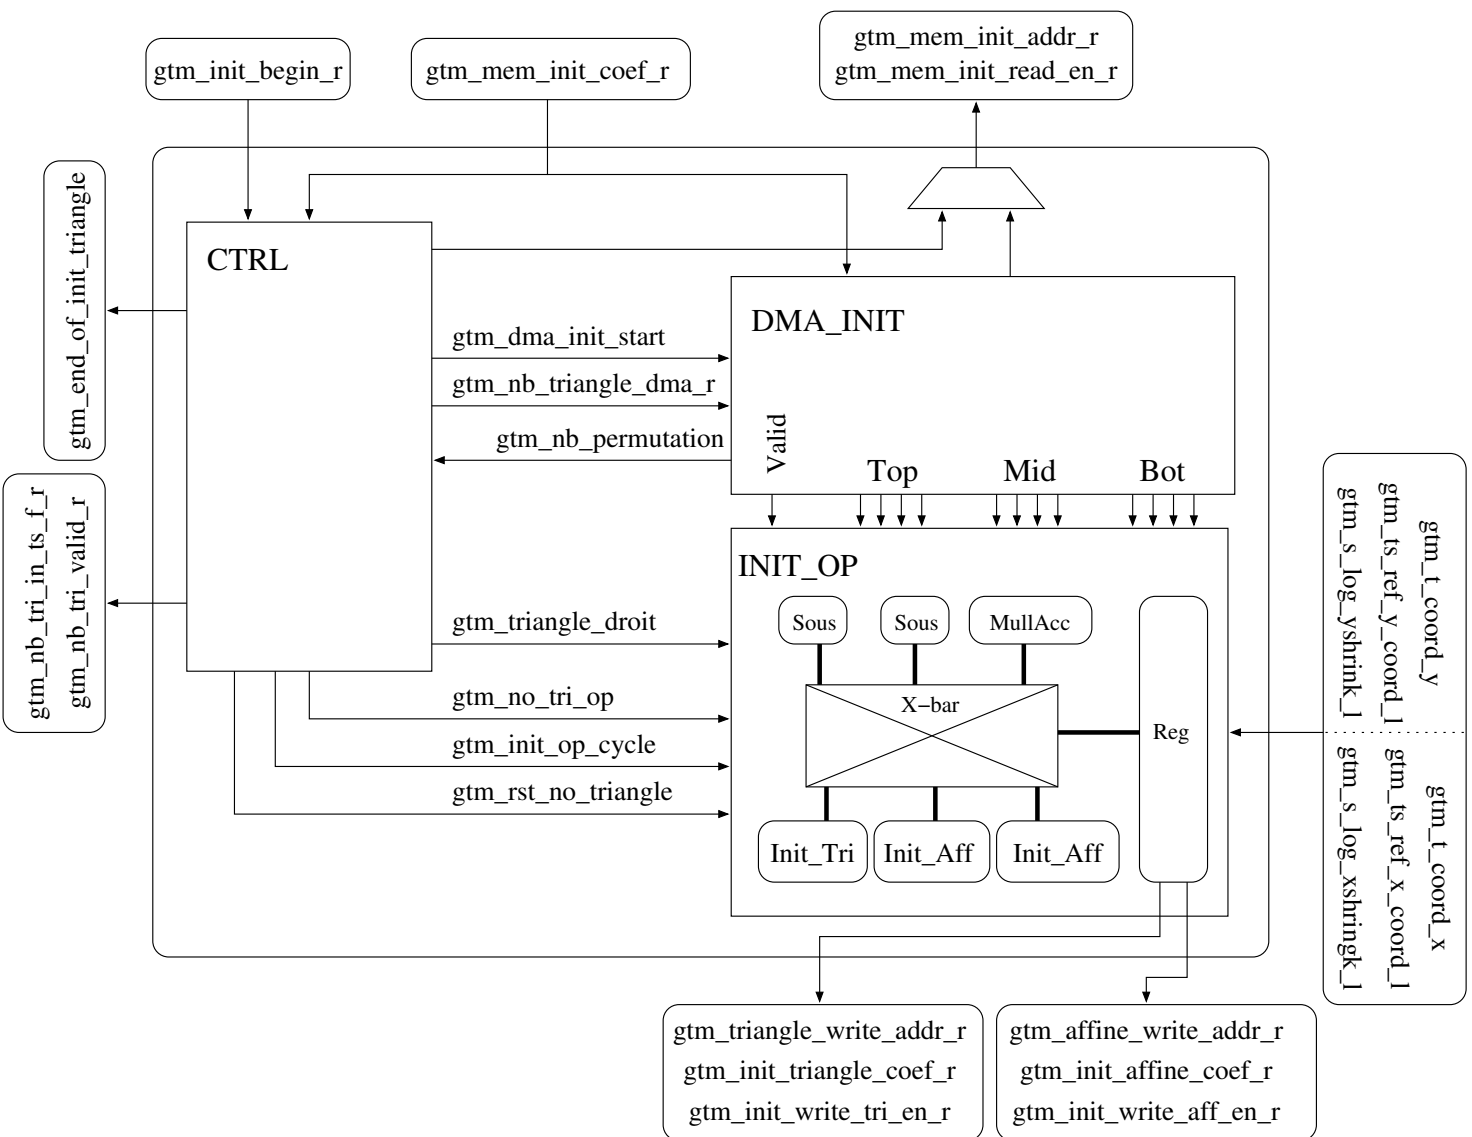 gtm_init_begin_r
gtm_mem_init_coef_r
gtm_mem_init_addr_r
gtm_mem_init_read_en_r
gtm_end_of_init_triangle
CTRL
DMA_INIT
gtm_dma_init_start
gtm_nb_triangle_dma_r
gtm_nb_permutation
Valid
Top
Mid
Bot
gtm_nb_tri_in_ts_f_r
gtm_nb_tri_valid_r
INIT_OP
gtm_triangle_droit
gtm_no_tri_op
gtm_init_op_cycle
gtm_rst_no_triangle
Sous
Sous
MullAcc
X-bar
Reg
Init_Tri
Init_Aff
Init_Aff
gtm_t_coord_y
gtm_ts_ref_y_coord_l
gtm_s_log_yshrink_l
gtm_t_coord_x
gtm_ts_ref_x_coord_l
gtm_s_log_xshringk_l
gtm_triangle_write_addr_r
gtm_init_triangle_coef_r
gtm_init_write_tri_en_r
gtm_affine_write_addr_r
gtm_init_affine_coef_r
gtm_init_write_aff_en_r